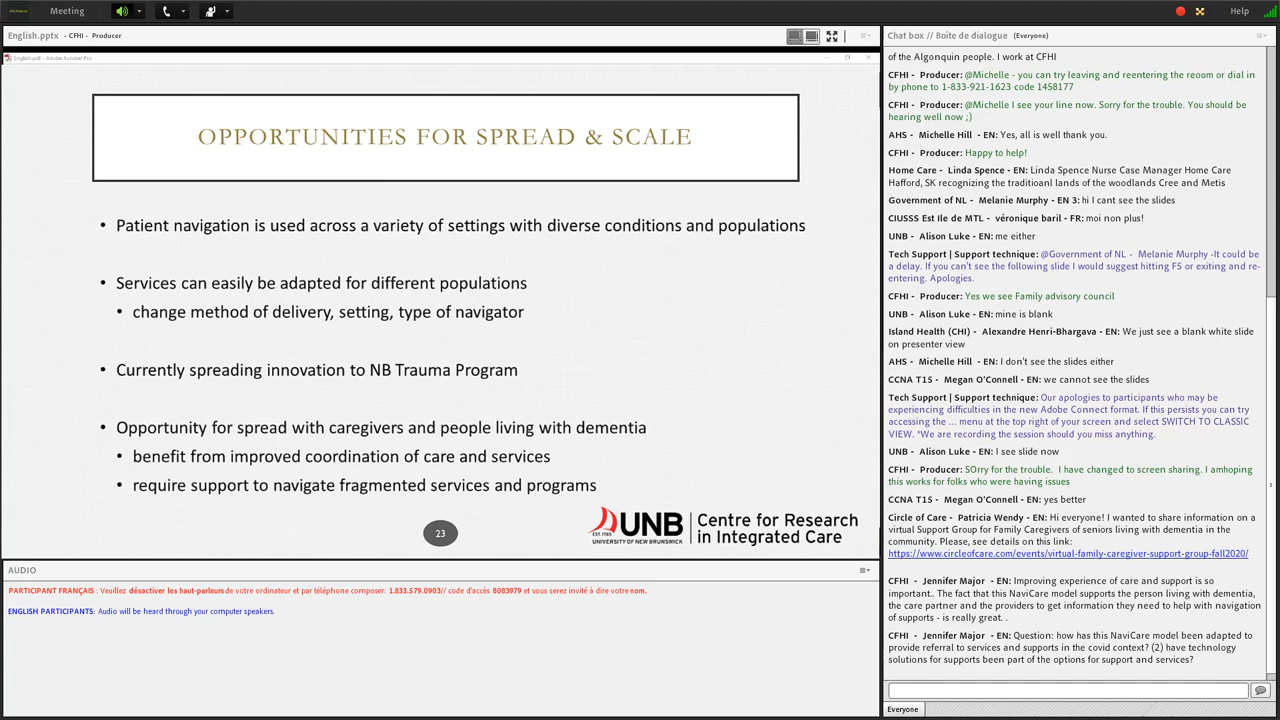 Meeting
Help
English.pptx - CFHI - Producer
English.pdf - Adobe Acrobat Pro
OPPORTUNITIES FOR SPREAD & SCALE
• Patient navigation is used across a variety of settings with diverse conditions and populations
• Services can easily be adapted for different populations
• change method of delivery, setting, type of navigator
• Currently spreading innovation to NB Trauma Program
• Opportunity for spread with caregivers and people living with dementia
• benefit from improved coordination of care and services
• require support to navigate fragmented services and programs
23
EST. 1785 UNB
UNIVERSITY OF NEW BRUNSWICK
Centre for Research
in Integrated Care
AUDIO
PARTICIPANT FRANÇAIS : Veuillez désactiver les haut-parleurs de votre ordinateur et par téléphone composer: 1.833.579.0903// code d'accès 8083979 et vous serez invité à dire votre nom.
ENGLISH PARTICIPANTS: Audio will be heard through your computer speakers.
Chat box // Boîte de dialogue (Everyone)
of the Algonquin people. I work at CFHI
CFHI - Producer: @Michelle - you can try leaving and reentering the reoom or dial in
by phone to 1-833-921-1623 code 1458177
CFHI - Producer: @Michelle I see your line now. Sorry for the trouble. You should be
hearing well now ;)
AHS - Michelle Hill - EN: Yes, all is well thank you.
CFHI - Producer: Happy to help!
Home Care - Linda Spence - EN: Linda Spence Nurse Case Manager Home Care
Hafford, SK recognizing the traditioanl lands of the woodlands Cree and Metis
Government of NL - Melanie Murphy - EN 3: hi I cant see the slides
CIUSSS Est Ile de MTL - véronique baril - FR: moi non plus!
UNB - Alison Luke - EN: me either
Tech Support | Support technique: @Government of NL - Melanie Murphy -It could be
a delay. If you can't see the following slide I would suggest hitting F5 or exiting and re-
entering. Apologies.
CFHI - Producer: Yes we see Family advisory council
UNB - Alison Luke - EN: mine is blank
Island Health (CHI) - Alexandre Henri-Bhargava - EN: We just see a blank white slide
on presenter view
AHS - Michelle Hill - EN: I don't see the slides either
CCNA T15 - Megan O'Connell - EN: we cannot see the slides
Tech Support | Support technique: Our apologies to participants who may be
experiencing difficulties in the new Adobe Connect format. If this persists you can try
accessing the ... menu at the top right of your screen and select SWITCH TO CLASSIC
VIEW. *We are recording the session should you miss anything.
UNB - Alison Luke - EN: I see slide now
CFHI - Producer: SOrry for the trouble. I have changed to screen sharing. I amhoping
this works for folks who were having issues
CCNA T15 - Megan O'Connell - EN: yes better
Circle of Care - Patricia Wendy - EN: Hi everyone! I wanted to share information on a
virtual Support Group for Family Caregivers of seniors living with dementia in the
community. Please, see details on this link:
https://www.circleofcare.com/events/virtual-family-caregiver-support-group-fall2020/
CFHI - Jennifer Major - EN: Improving experience of care and support is so
important.. The fact that this NaviCare model supports the person living with dementia,
the care partner and the providers to get information they need to help with navigation
of supports - is really great. .
CFHI - Jennifer Major - EN: Question: how has this NaviCare model been adapted to
provide referral to services and supports in the covid context? (2) have technology
solutions for supports been part of the options for support and services?
Everyone